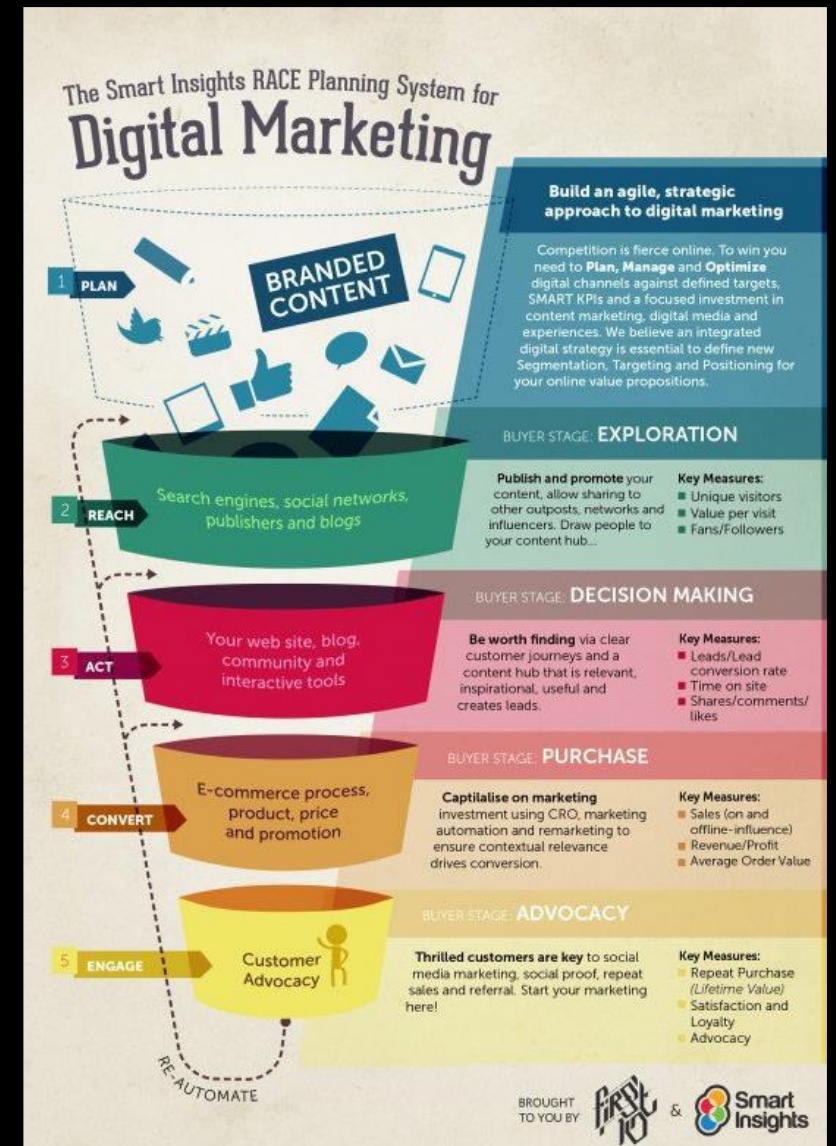 The Smart Insights RACE Planning System for
Digital Marketing
1 PLAN
BRANDED
CONTENT
Build an agile, strategic
approach to digital marketing
Competition is fierce online. To win you
need to Plan, Manage and Optimize
digital channels against defined targets,
SMART KPIs and a focused investment in
content marketing, digital media and
experiences. We believe an integrated
digital strategy is essential to define new
Segmentation, Targeting and Positioning for
your online value propositions.
2 REACH
Search engines, social networks,
publishers and blogs
BUYER STAGE: EXPLORATION
Publish and promote your
content, allow sharing to
other outposts, networks and
influencers. Draw people to
your content hub...
Key Measures:
Unique visitors
Value per visit
Fans/Followers
3 ACT
Your web site, blog,
community and
interactive tools
BUYER STAGE: DECISION MAKING
Be worth finding via clear
customer journeys and a
content hub that is relevant,
inspirational, useful and
creates leads.
Key Measures:
Leads/Lead
conversion rate
Time on site
Shares/comments/
likes
4 CONVERT
E-commerce process,
product, price
and promotion
BUYER STAGE: PURCHASE
Captilalise on marketing
investment using CRO, marketing
automation and remarketing to
ensure contextual relevance
drives conversion.
Key Measures:
Sales (on and
offline-influence)
Revenue/Profit
Average Order Value
5 ENGAGE
Customer
Advocacy
BUYER STAGE: ADVOCACY
Thrilled customers are key to social
media marketing, social proof, repeat
sales and referral. Start your marketing
here!
Key Measures:
Repeat Purchase
(Lifetime Value)
Satisfaction and
Loyalty
Advocacy
RE-AUTOMATE
BROUGHT
TO YOU BY
First
10
&
Smart
Insights